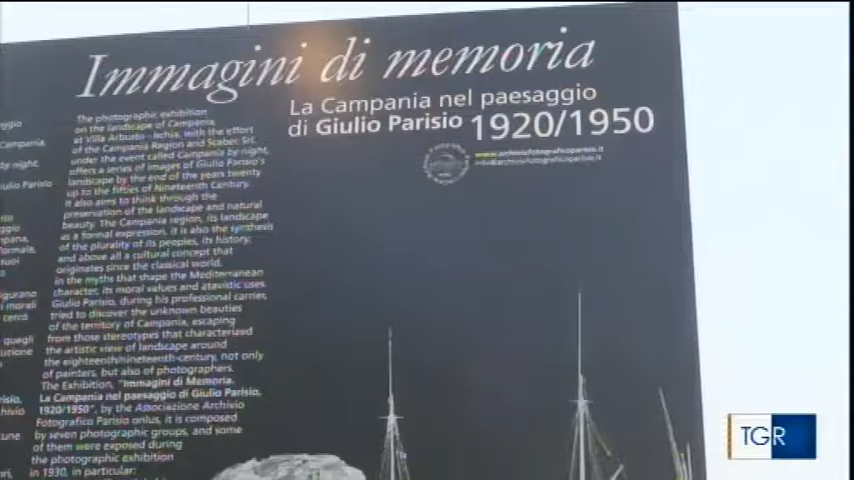 Immagini di memoria
La Campania nel paesaggio
di Giulio Parisio 1920/1950
www.archiviofotograficoparisio.it
info@archiviofotograficoparisio.it
The photographic exhibition
on the landscape of Campania,
at Villa Arbusto - Ischia, with the effort
of the Campania Region and Scabec Srl.
under the event called Campania by night,
offers a series of images of Giulio Parisio's
landscape by the end of the years twenty
up to the fifties of Nineteenth Century.
It also aims to think through the
preservation of the landscape and natural
beauty. The Campania region, its landscape
as a formal expression, it is also the synthesis
of the plurality of its peoples, its history;
and above all a cultural concept that
originates since the classical world,
in the myths that shape the Mediterranean
character, its moral values and atavistic uses.
Giulio Parisio, during his professional carrier,
tried to discover the unknown beauties
of the territory of Campania, escaping
from those stereotypes that characterized
the artistic view of landscape around
the eighteenth/nineteenth-century, not only
of painters, but also of photographers.
The Exhibition, "Immagini di Memoria.
La Campania nel paesaggio di Giulio Parisio,
1920/1950", by the Associazione Archivio
Fotografico Parisio onlus, it is composed
by seven photographic groups, and some
of them were exposed during
the photographic exhibition
in 1930, in particular:
TGR